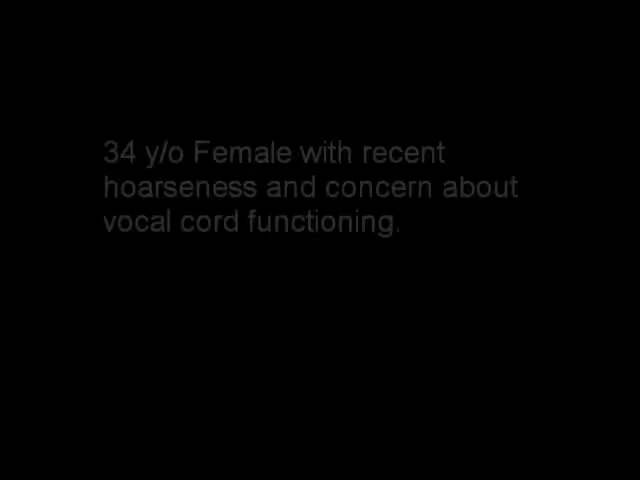 34 y/o Female with recent
hoarseness and concern about
vocal cord functioning.